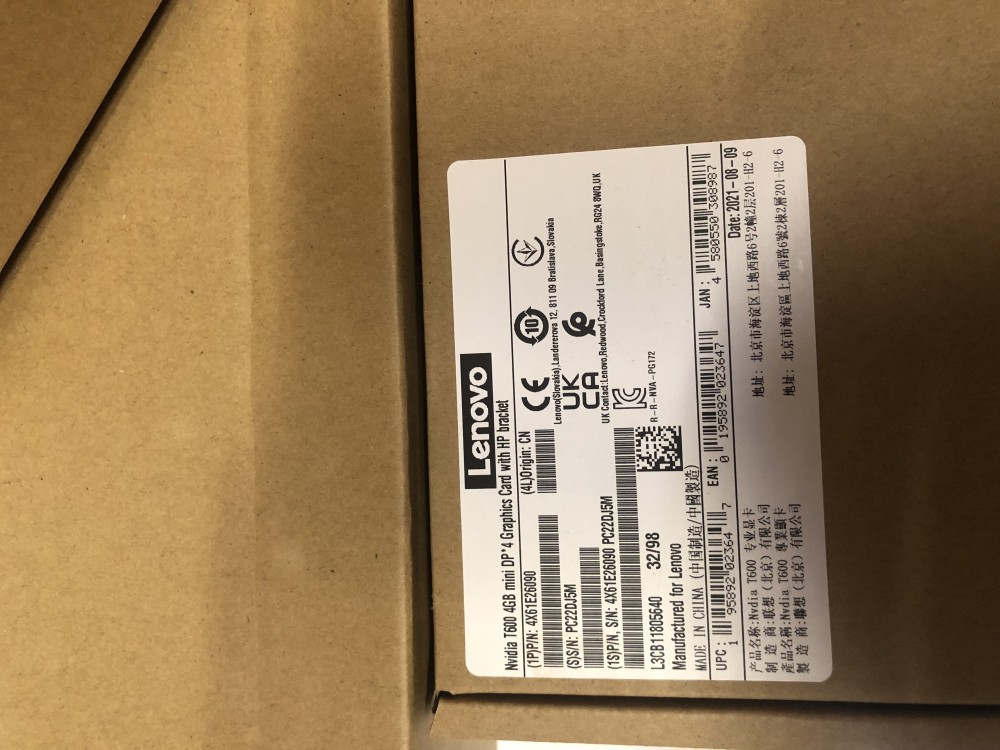 Lenovo
Nvidia T600 4GB mini DP*4 Graphics Card with HP bracket
(1P)P/N: 4X61E26090
(4L)Origin: CN
(S)S/N: PC22DJ5M
(1S)P/N, S/N: 4X61E26090 PC22DJ5M
CE
10
Lenovo(Slovakia),Landererova 12, 811 09 Bratislava,Slovakia
UK
CA
UK Contact:Lenovo,Redwood,Crockford Lane,Basingstoke,RG24 8WQ,UK
R-R-NVA-PG172
L3CB11805640 32/98
Manufactured for Lenovo
MADE IN CHINA (中国制造/中國製造)
UPC: 1 95892 02364 7
EAN: 0 195892 023647
JAN: 4 580550 308987
Date: 2021-08-09
产品名称:Nvdia T600 专业显卡
制 造 商:联想（北京）有限公司
地址: 北京市海淀区上地西路6号2幢2层201-H2-6
產品名稱:Nvdia T600 專業顯卡
製 造 商:聯想（北京）有限公司
地址: 北京市海淀區上地西路6號2棟2層201-H2-6